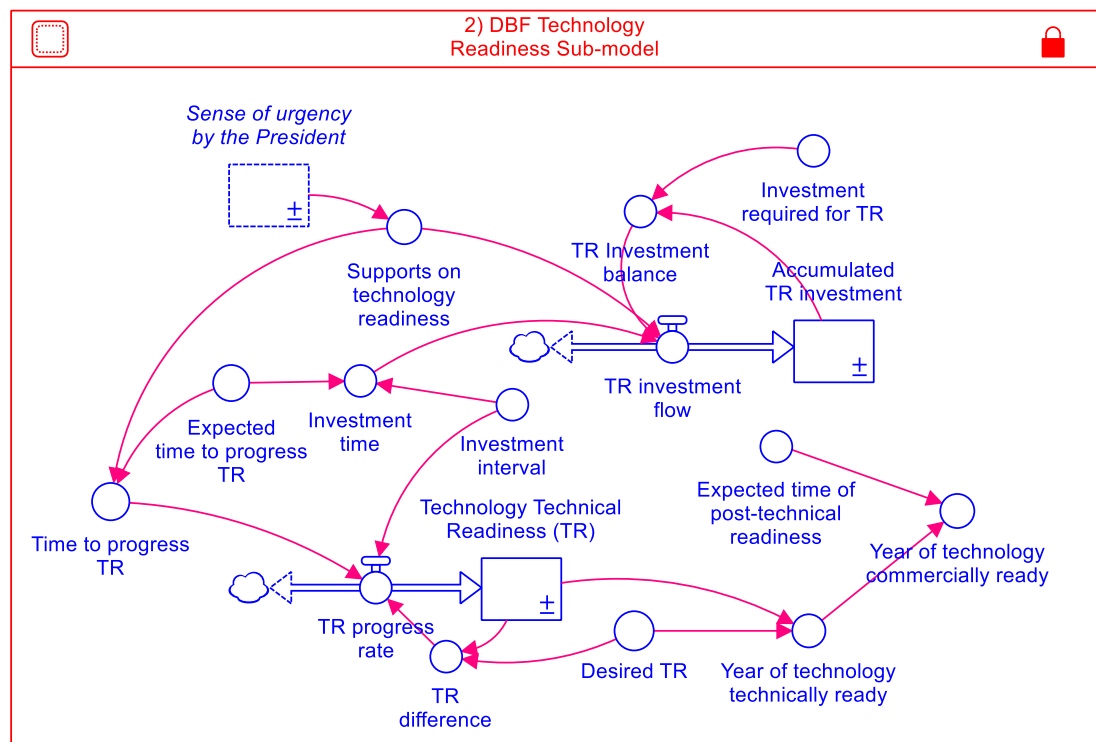 2) DBF Technology
Readiness Sub-model
Sense of urgency
by the President
±
Investment
required for TR
TR Investment
balance
Accumulated
TR investment
±
Supports on
technology
readiness
TR investment
flow
Expected
time to progress
TR
Investment
time
Investment
interval
Expected time of
post-technical
readiness
Technology Technical
Readiness (TR)
±
Time to progress
TR
Year of technology
commercially ready
TR progress
rate
TR
difference
Desired TR
Year of technology
technically ready